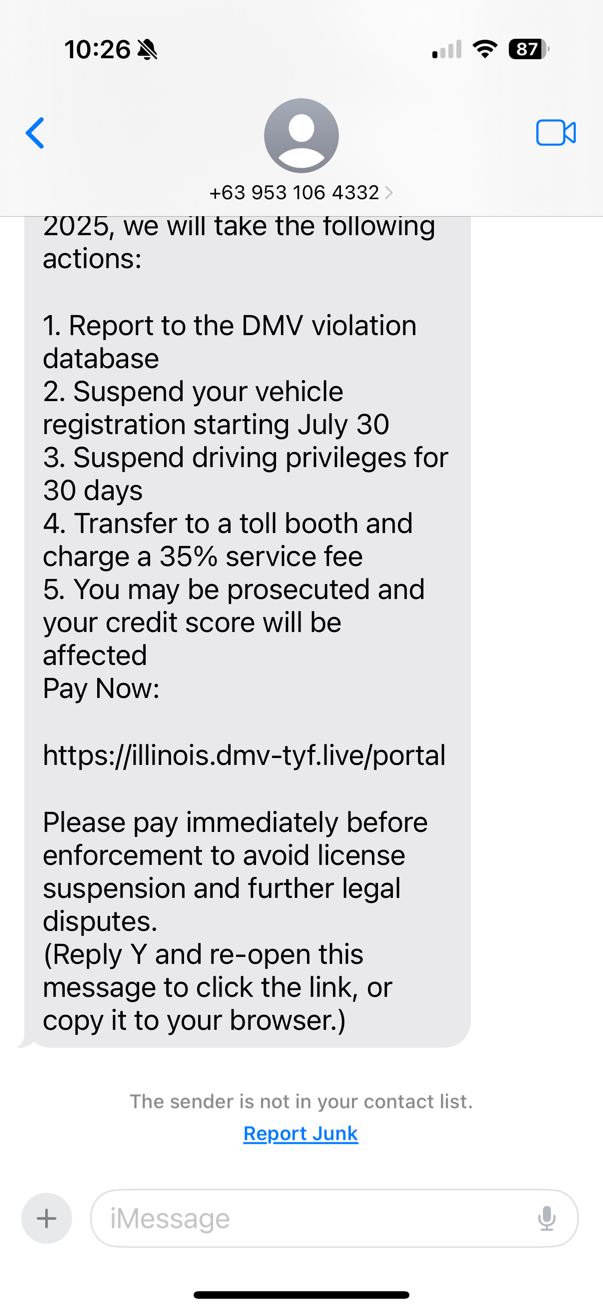 10:26
87
+63 953 106 4332
2025, we will take the following
actions:
1. Report to the DMV violation
database
2. Suspend your vehicle
registration starting July 30
3. Suspend driving privileges for
30 days
4. Transfer to a toll booth and
charge a 35% service fee
5. You may be prosecuted and
your credit score will be
affected
Pay Now:
https://illinois.dmv-tyf.live/portal
Please pay immediately before
enforcement to avoid license
suspension and further legal
disputes.
(Reply Y and re-open this
message to click the link, or
copy it to your browser.)
The sender is not in your contact list.
Report Junk
iMessage